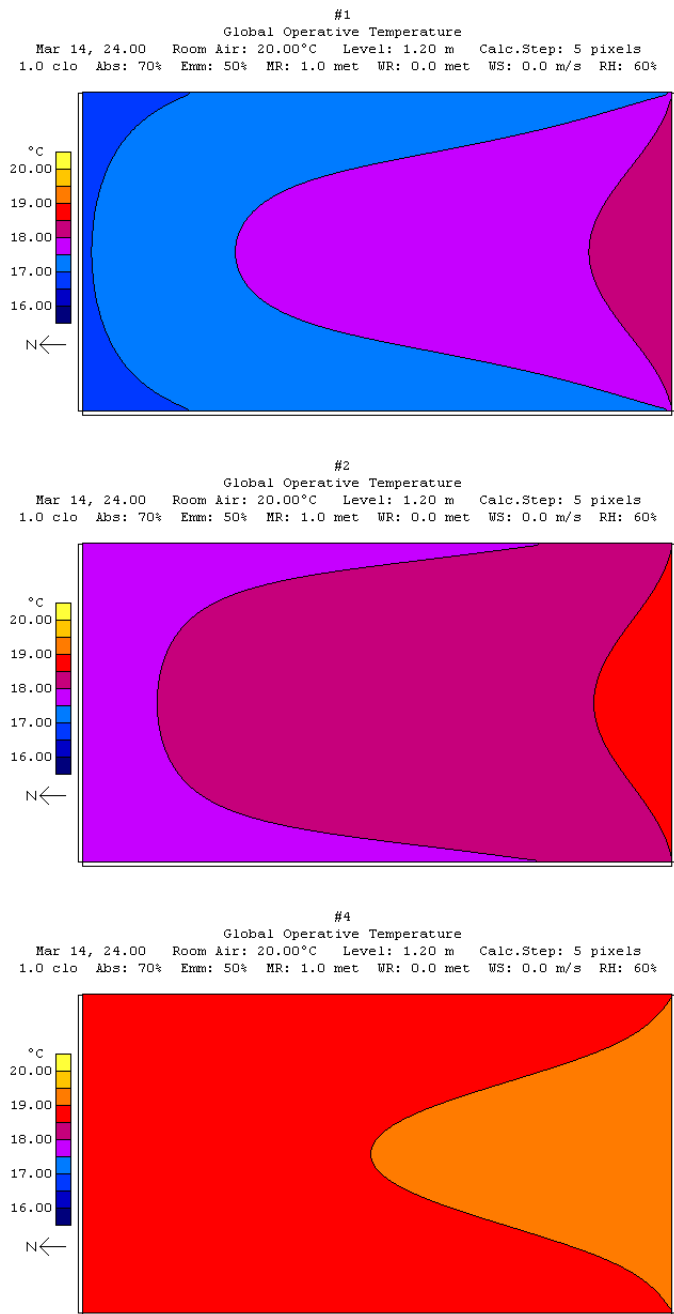 #1
Global Operative Temperature
Mar 14, 24.00 Room Air: 20.00°C Level: 1.20 m Calc.Step: 5 pixels
1.0 clo Abs: 70% Emm: 50% MR: 1.0 met WR: 0.0 met WS: 0.0 m/s RH: 60%
°C
20.00
19.00
18.00
17.00
16.00
N
#2
Global Operative Temperature
Mar 14, 24.00 Room Air: 20.00°C Level: 1.20 m Calc.Step: 5 pixels
1.0 clo Abs: 70% Emm: 50% MR: 1.0 met WR: 0.0 met WS: 0.0 m/s RH: 60%
°C
20.00
19.00
18.00
17.00
16.00
N
#4
Global Operative Temperature
Mar 14, 24.00 Room Air: 20.00°C Level: 1.20 m Calc.Step: 5 pixels
1.0 clo Abs: 70% Emm: 50% MR: 1.0 met WR: 0.0 met WS: 0.0 m/s RH: 60%
°C
20.00
19.00
18.00
17.00
16.00
N